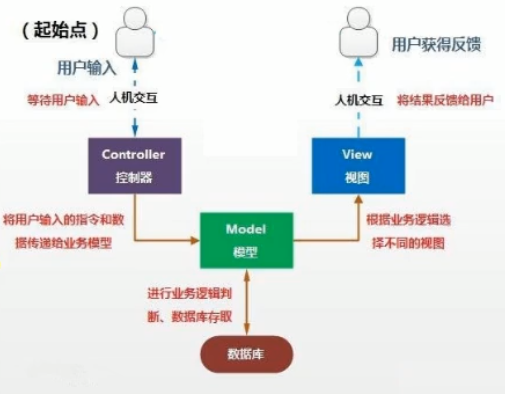 （起始点）
用户输入
用户获得反馈
等待用户输入
人机交互
人机交互
将结果反馈给用户
Controller
控制器
View
视图
将用户输入的指令和数
据传递给业务模型
Model
模型
根据业务逻辑选
择不同的视图
进行业务逻辑判
断、数据库存取
数据库